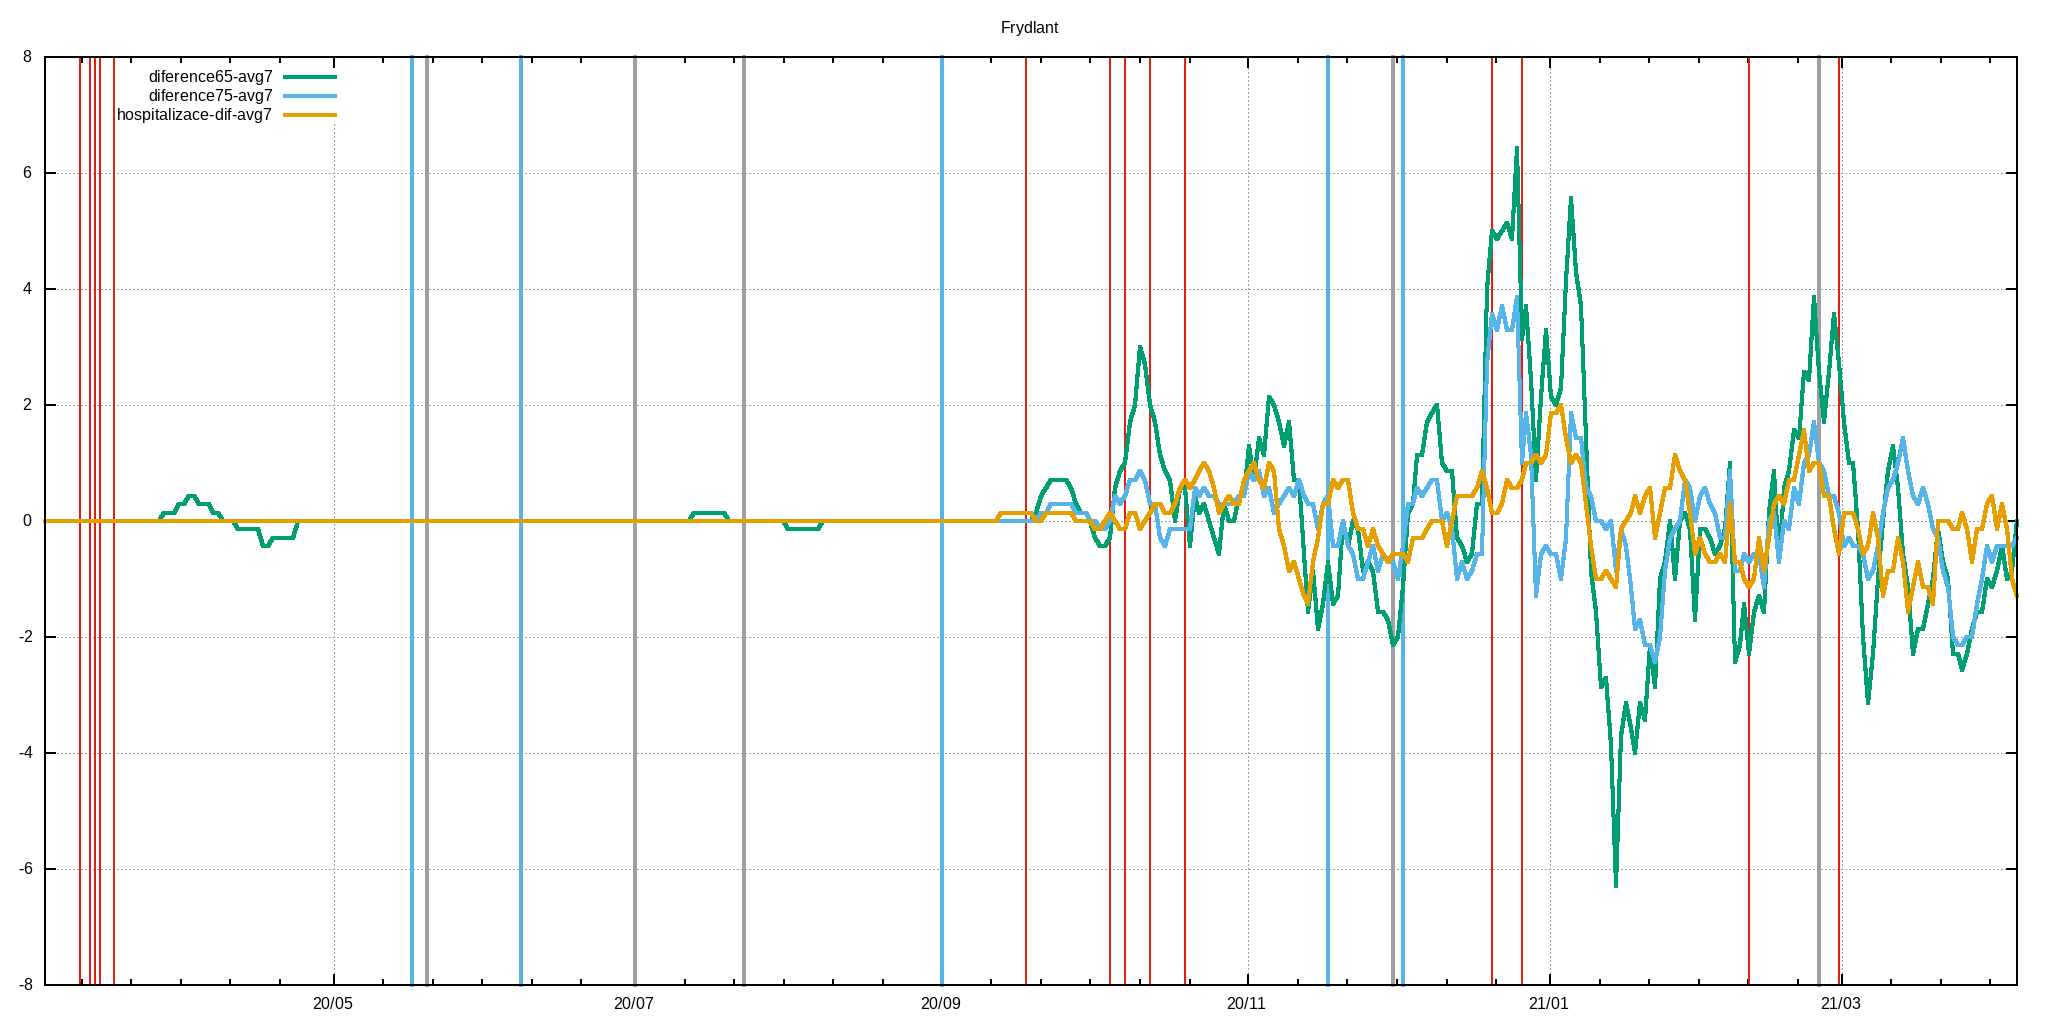 Frydlant
diference65-avg7
diference75-avg7
hospitalizace-dif-avg7
8
6
4
2
0
-2
-4
-6
-8
20/05 20/07 20/09 20/11 21/01 21/03